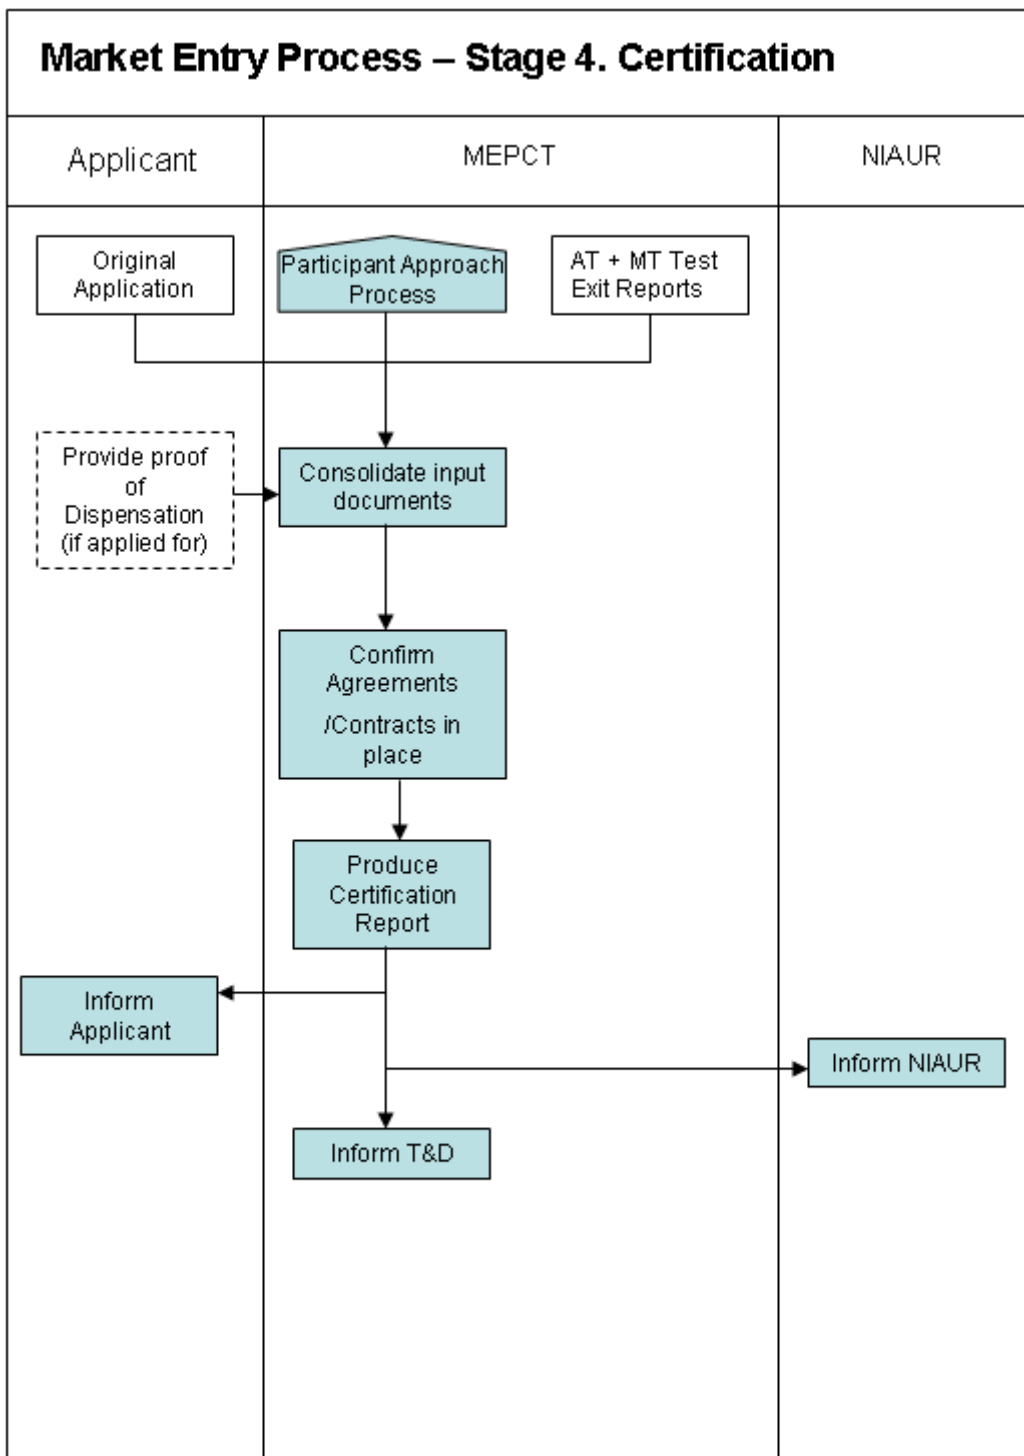 Market Entry Process – Stage 4. Certification
Applicant
MEPCT
NIAUR
Original
Application
Participant Approach
Process
AT + MT Test
Exit Reports
Provide proof
of
Dispensation
(if applied for)
Consolidate input
documents
Confirm
Agreements
/Contracts in
place
Produce
Certification
Report
Inform
Applicant
Inform NIAUR
Inform T&D